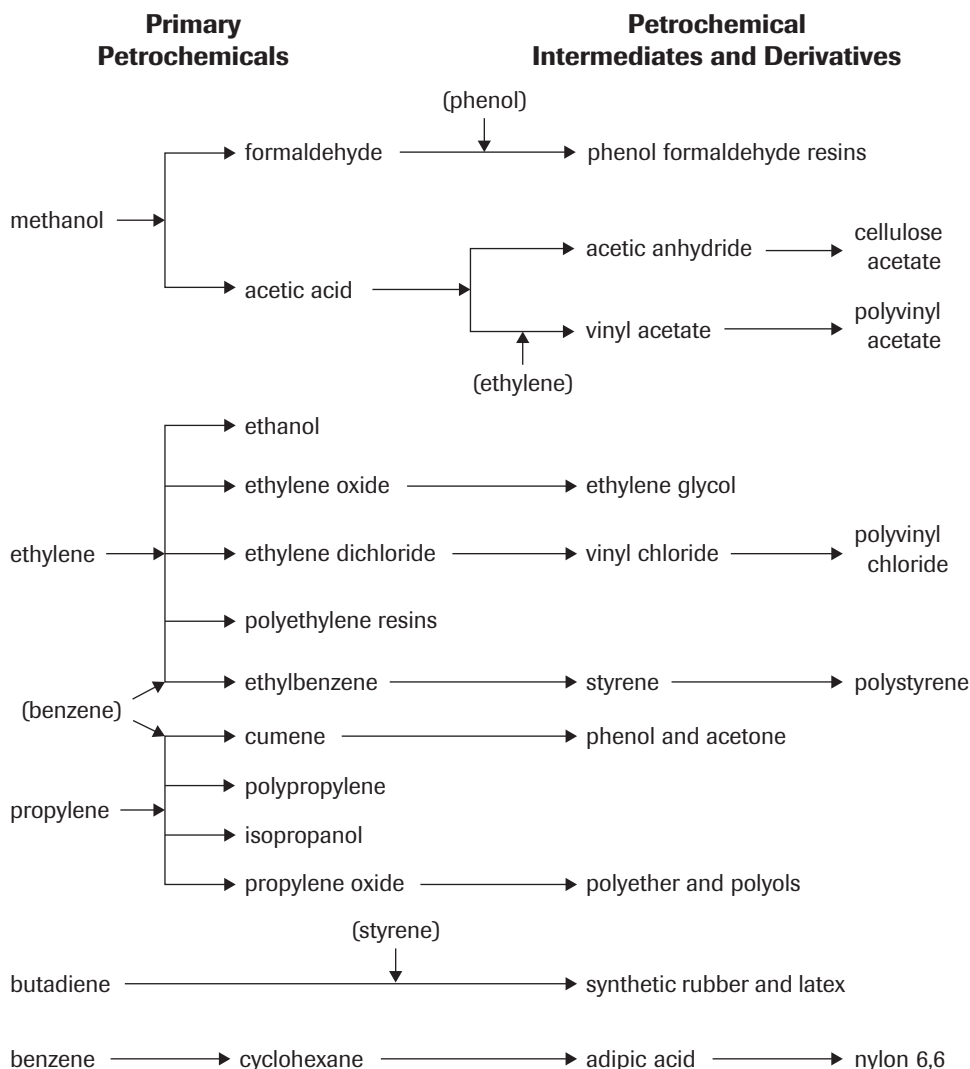 Primary
Petrochemicals
Petrochemical
Intermediates and Derivatives
(phenol)
formaldehyde
phenol formaldehyde resins
methanol
acetic anhydride
cellulose
acetate
acetic acid
vinyl acetate
polyvinyl
acetate
(ethylene)
ethanol
ethylene oxide
ethylene glycol
ethylene
ethylene dichloride
vinyl chloride
polyvinyl
chloride
polyethylene resins
ethylbenzene
styrene
polystyrene
(benzene)
cumene
phenol and acetone
polypropylene
propylene
isopropanol
propylene oxide
polyether and polyols
(styrene)
butadiene
synthetic rubber and latex
benzene
cyclohexane
adipic acid
nylon 6,6